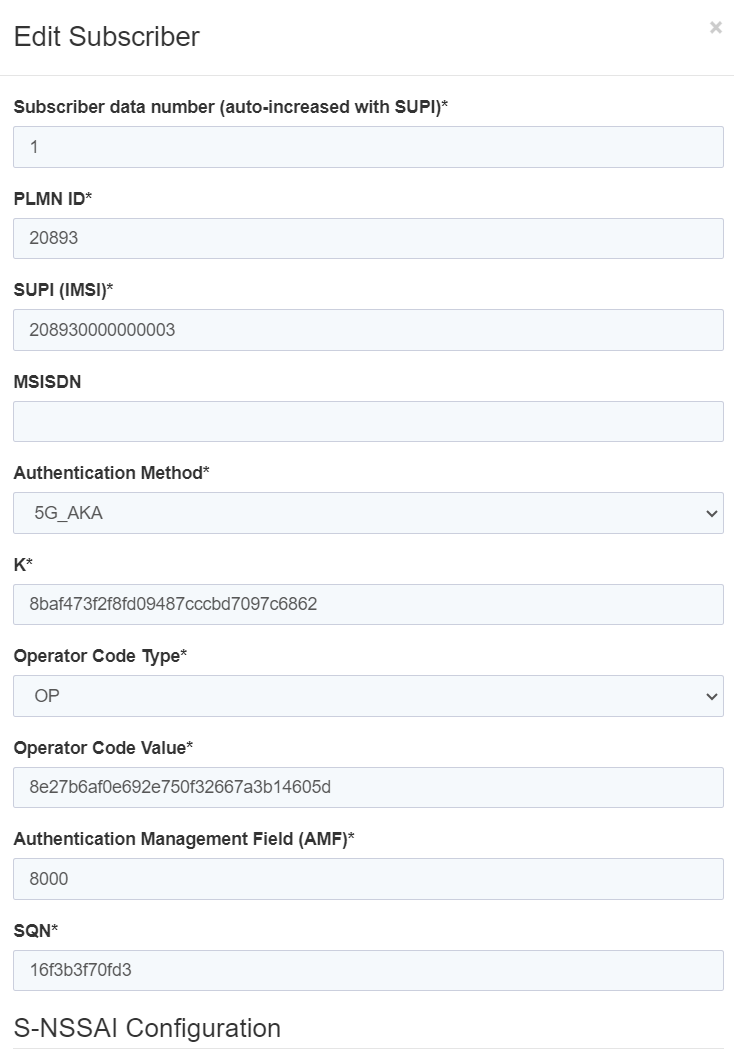 Edit Subscriber
×
Subscriber data number (auto-increased with SUPI)*
1
PLMN ID*
20893
SUPI (IMSI)*
208930000000003
MSISDN
Authentication Method*
5G_AKA
K*
8baf473f2f8fd09487cccbd7097c6862
Operator Code Type*
OP
Operator Code Value*
8e27b6af0e692e750f32667a3b14605d
Authentication Management Field (AMF)*
8000
SQN*
16f3b3f70fd3
S-NSSAI Configuration